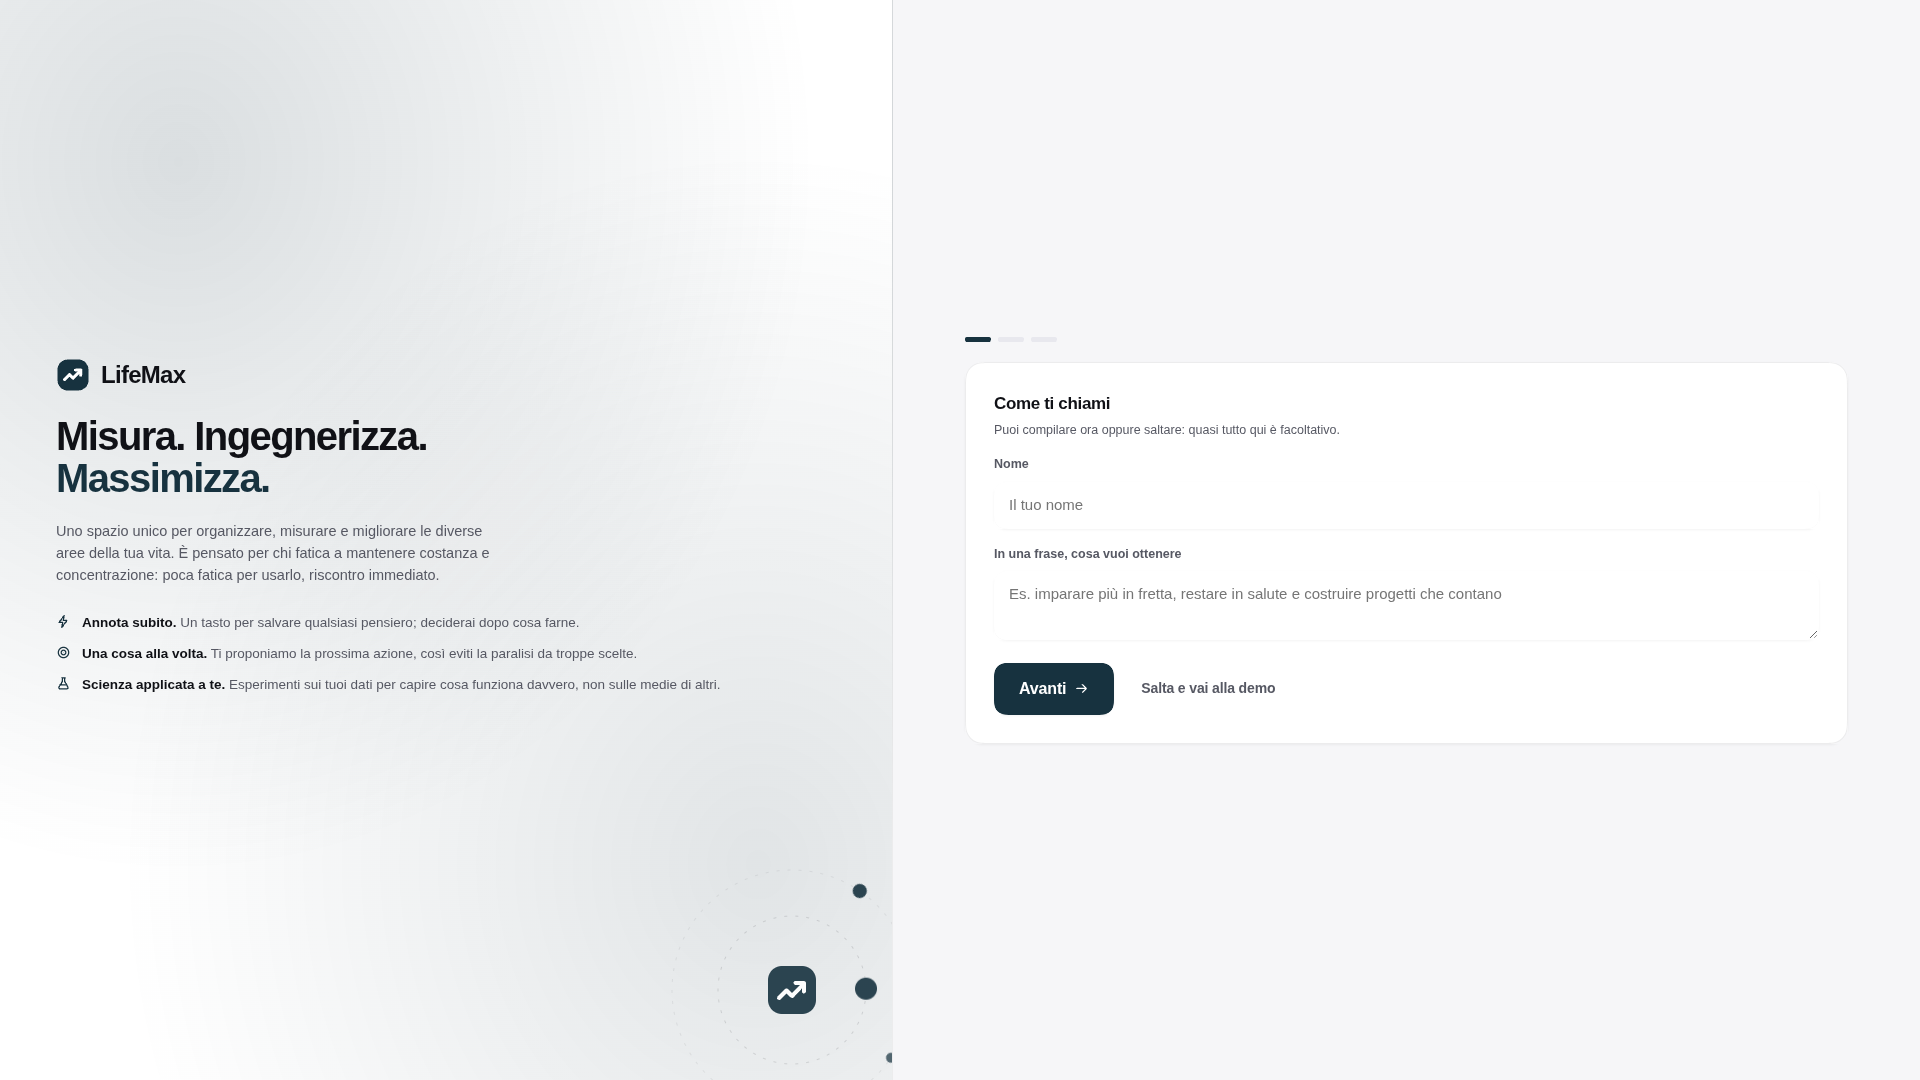 LifeMax
Misura. Ingegnerizza.
Massimizza.
Uno spazio unico per organizzare, misurare e migliorare le diverse
aree della tua vita. È pensato per chi fatica a mantenere costanza e
concentrazione: poca fatica per usarlo, riscontro immediato.
Annota subito. Un tasto per salvare qualsiasi pensiero; deciderai dopo cosa farne.
Una cosa alla volta. Ti proponiamo la prossima azione, così eviti la paralisi da troppe scelte.
Scienza applicata a te. Esperimenti sui tuoi dati per capire cosa funziona davvero, non sulle medie di altri.
Come ti chiami
Puoi compilare ora oppure saltare: quasi tutto qui è facoltativo.
Nome
Il tuo nome
In una frase, cosa vuoi ottenere
Es. imparare più in fretta, restare in salute e costruire progetti che contano
Avanti
Salta e vai alla demo